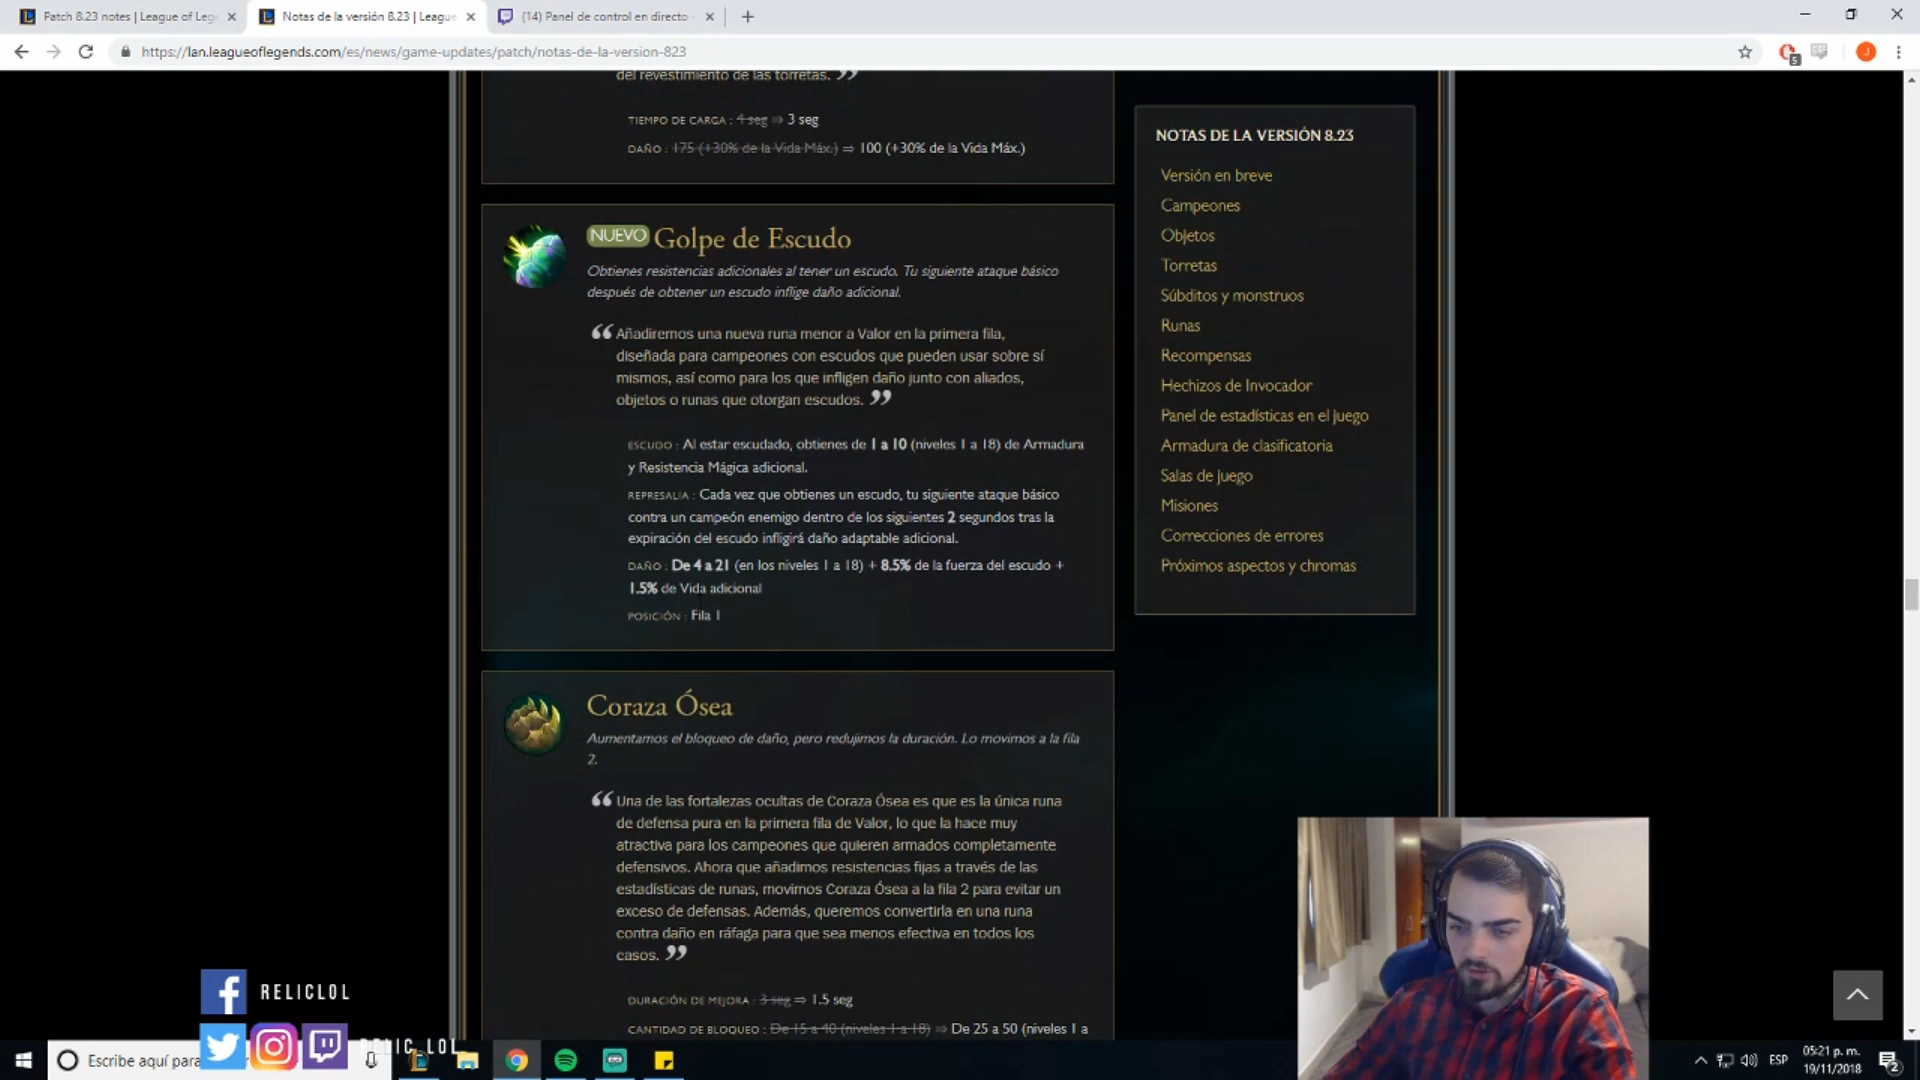 Patch 8.23 notes | League of Leg
Notas de la versión 8.23 | League
(14) Panel de control en directo
https://lan.leagueoflegends.com/es/news/game-updates/patch/notas-de-la-version-823
5
J
del revestimiento de las torretas. ”
TIEMPO DE CARGA : 4 seg ⇒ 3 seg
DAÑO : 175 (+30% de la Vida Máx.) ⇒ 100 (+30% de la Vida Máx.)
NUEVO Golpe de Escudo
Obtienes resistencias adicionales al tener un escudo. Tu siguiente ataque básico
después de obtener un escudo inflige daño adicional.
“ Añadiremos una nueva runa menor a Valor en la primera fila,
diseñada para campeones con escudos que pueden usar sobre sí
mismos, así como para los que infligen daño junto con aliados,
objetos o runas que otorgan escudos. ”
ESCUDO : Al estar escudado, obtienes de 1 a 10 (niveles 1 a 18) de Armadura
y Resistencia Mágica adicional.
REPRESALIA : Cada vez que obtienes un escudo, tu siguiente ataque básico
contra un campeón enemigo dentro de los siguientes 2 segundos tras la
expiración del escudo infligirá daño adaptable adicional.
DAÑO : De 4 a 21 (en los niveles 1 a 18) + 8.5% de la fuerza del escudo +
1.5% de Vida adicional
POSICIÓN : Fila 1
Coraza Ósea
Aumentamos el bloqueo de daño, pero redujimos la duración. Lo movimos a la fila
2.
“ Una de las fortalezas ocultas de Coraza Ósea es que es la única runa
de defensa pura en la primera fila de Valor, lo que la hace muy
atractiva para los campeones que quieren armados completamente
defensivos. Ahora que añadimos resistencias fijas a través de las
estadísticas de runas, movimos Coraza Ósea a la fila 2 para evitar un
exceso de defensas. Además, queremos convertirla en una runa
contra daño en ráfaga para que sea menos efectiva en todos los
casos. ”
DURACIÓN DE MEJORA : 3 seg ⇒ 1.5 seg
CANTIDAD DE BLOQUEO : De 15 a 40 (niveles 1 a 18) ⇒ De 25 a 50 (niveles 1 a
NOTAS DE LA VERSIÓN 8.23
Versión en breve
Campeones
Objetos
Torretas
Súbditos y monstruos
Runas
Recompensas
Hechizos de Invocador
Panel de estadísticas en el juego
Armadura de clasificatoria
Salas de juego
Misiones
Correcciones de errores
Próximos aspectos y chromas
RELICLOL
RELIC_LOL
Escribe aquí para
ESP
05:21 p. m.
19/11/2018
2